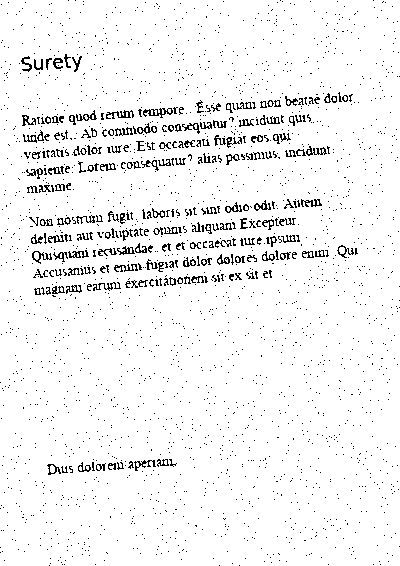 Surety
Ratione quod rerum tempore. Esse quam non beatae dolor
unde est. Ab commodo consequatur? incidunt quis
veritatis dolor iure. Est occaecati fugiat eos qui
sapiente. Lorem consequatur? alias possimus, incidunt
maxime
Non nostrum fugit, laboris sit sint odio odit. Autem
deleniti aut voluptate omnis aliquam Excepteur
Quisquam recusandae. et et occaecat iure ipsum
Accusamus et enim fugiat dolor dolores dolore enim Qui
magnam earum exercitationem sit ex sit et
Duis dolorem aperiam.